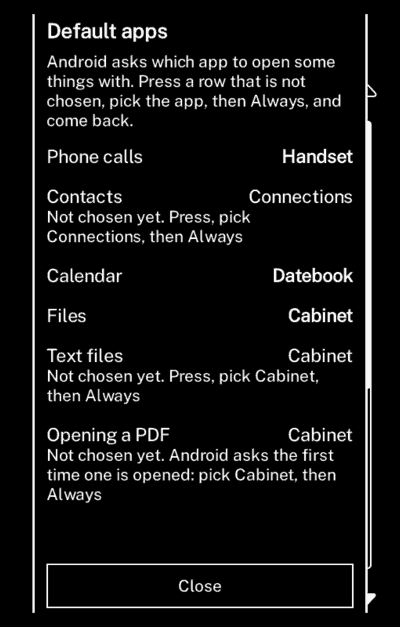 Default apps
Android asks which app to open some
things with. Press a row that is not
chosen, pick the app, then Always, and
come back.
Phone calls Handset
Contacts Connections
Not chosen yet. Press, pick
Connections, then Always
Calendar Datebook
Files Cabinet
Text files Cabinet
Not chosen yet. Press, pick Cabinet,
then Always
Opening a PDF Cabinet
Not chosen yet. Android asks the first
time one is opened: pick Cabinet, then
Always
Close